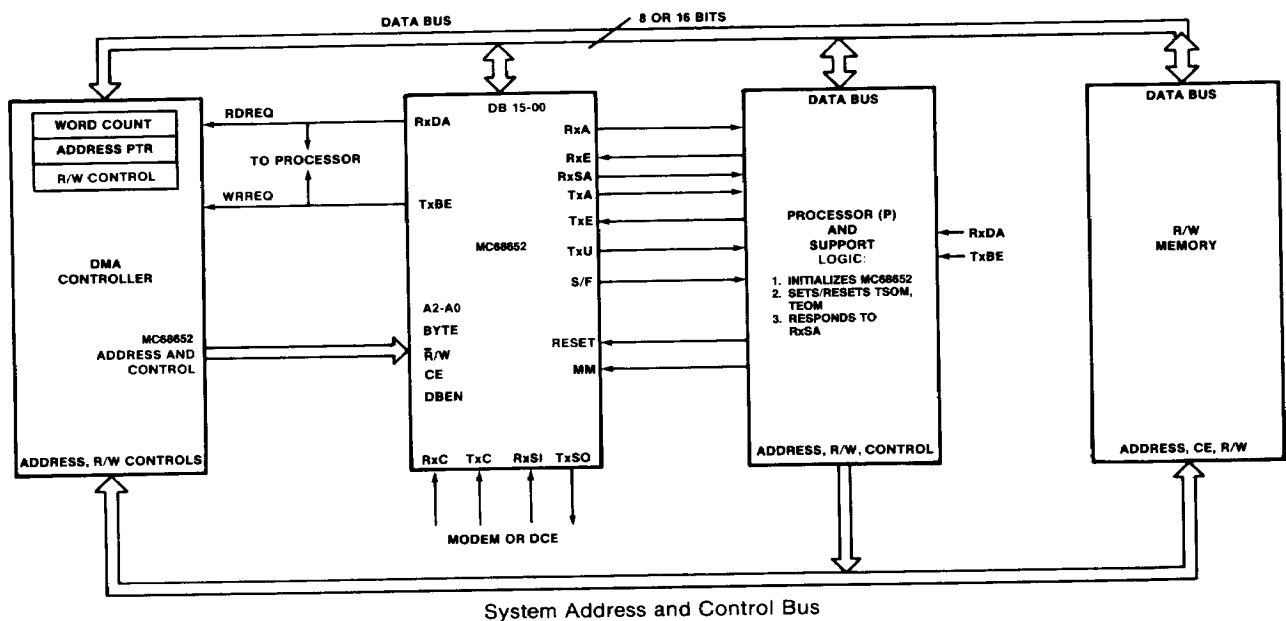 DATA BUS
8 OR 16 BITS
WORD COUNT
ADDRESS PTR
R/W CONTROL
DMA
CONTROLLER
MC68652
ADDRESS AND
CONTROL
ADDRESS, R/W CONTROLS
RDREQ
TO PROCESSOR
WRREQ
DB 15-00
RxDA
TxBE
MC68652
A2-A0
BYTE
R̅/W
CE
DBEN
RxA
RxE
RxSA
TxA
TxE
TxU
S/F
RESET
MM
RxC TxC RxSI TxSO
MODEM OR DCE
DATA BUS
PROCESSOR (P)
AND
SUPPORT
LOGIC:
1. INITIALIZES MC68652
2. SETS/RESETS TSOM,
TEOM
3. RESPONDS TO
RxSA
ADDRESS, R/W, CONTROL
RxDA
TxBE
DATA BUS
R/W
MEMORY
ADDRESS, CE, R/W
System Address and Control Bus